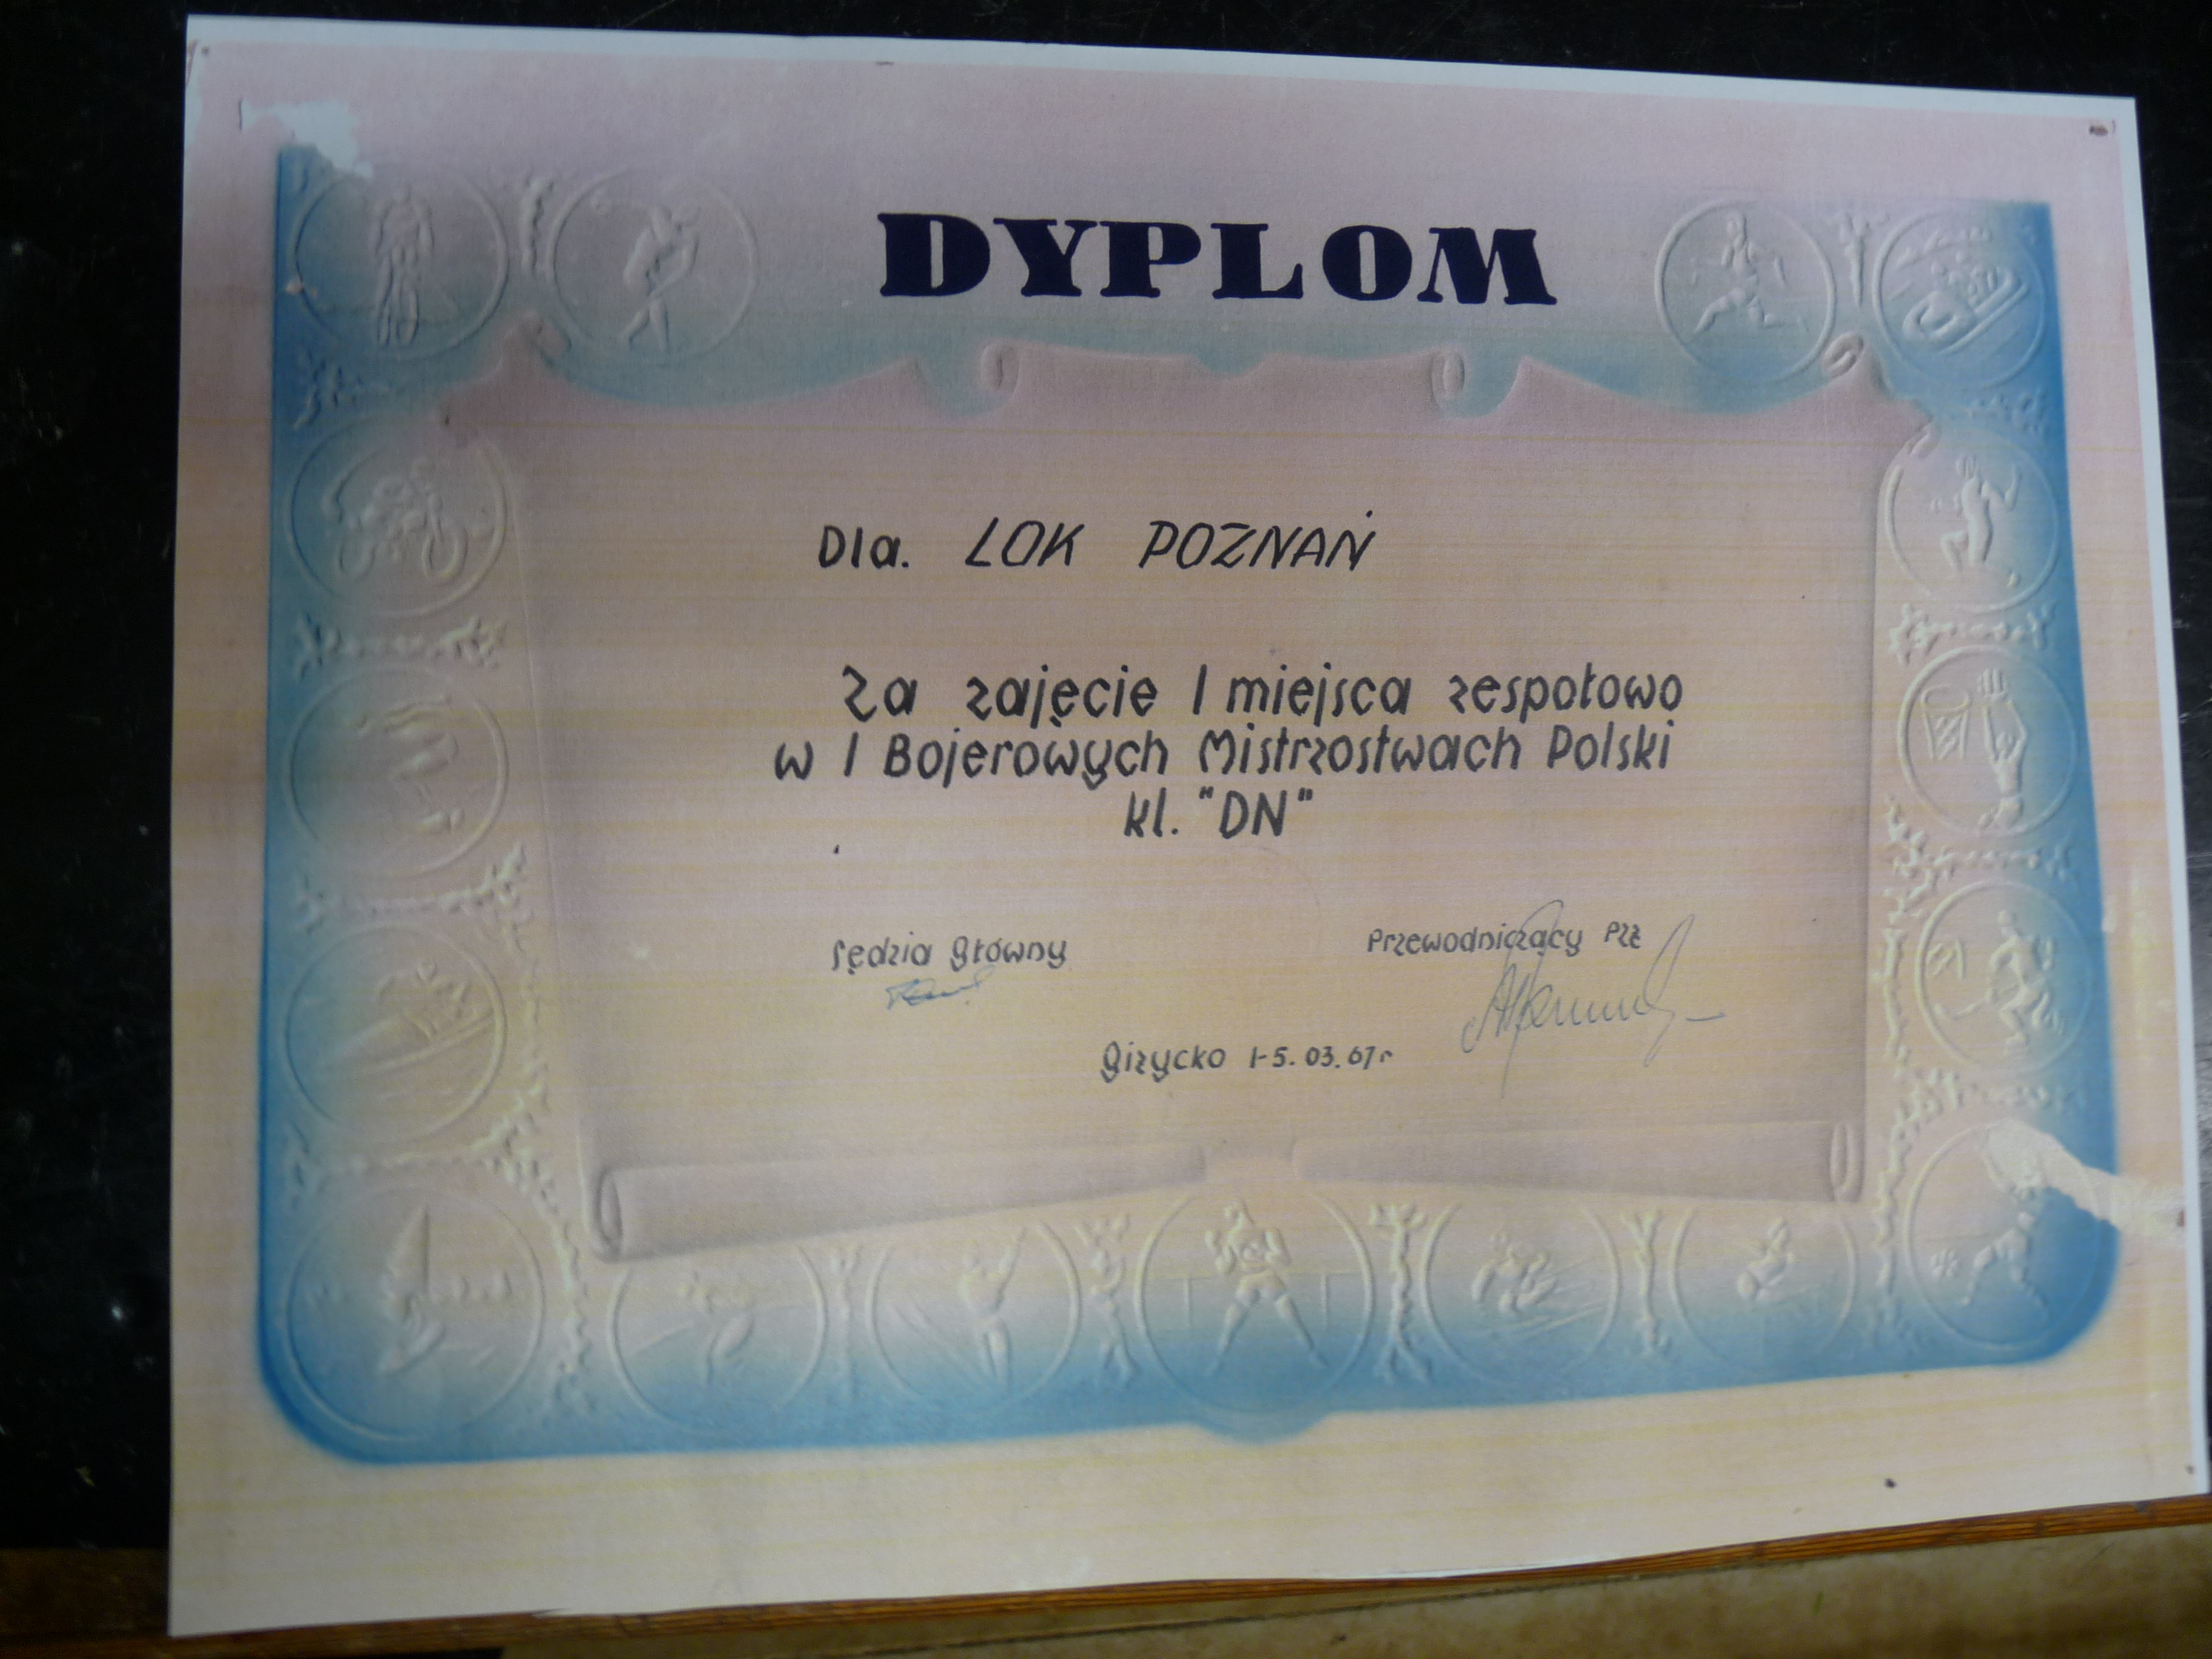 DYPLOM
Dla. LOK POZNAŃ
Za zajęcie I miejsca zespołowo
w I Bojerowych Mistrzostwach Polski
kl. "DN"
Sędzia Główny
Przewodniczący PZŻ
Giżycko 1-5.03.67r